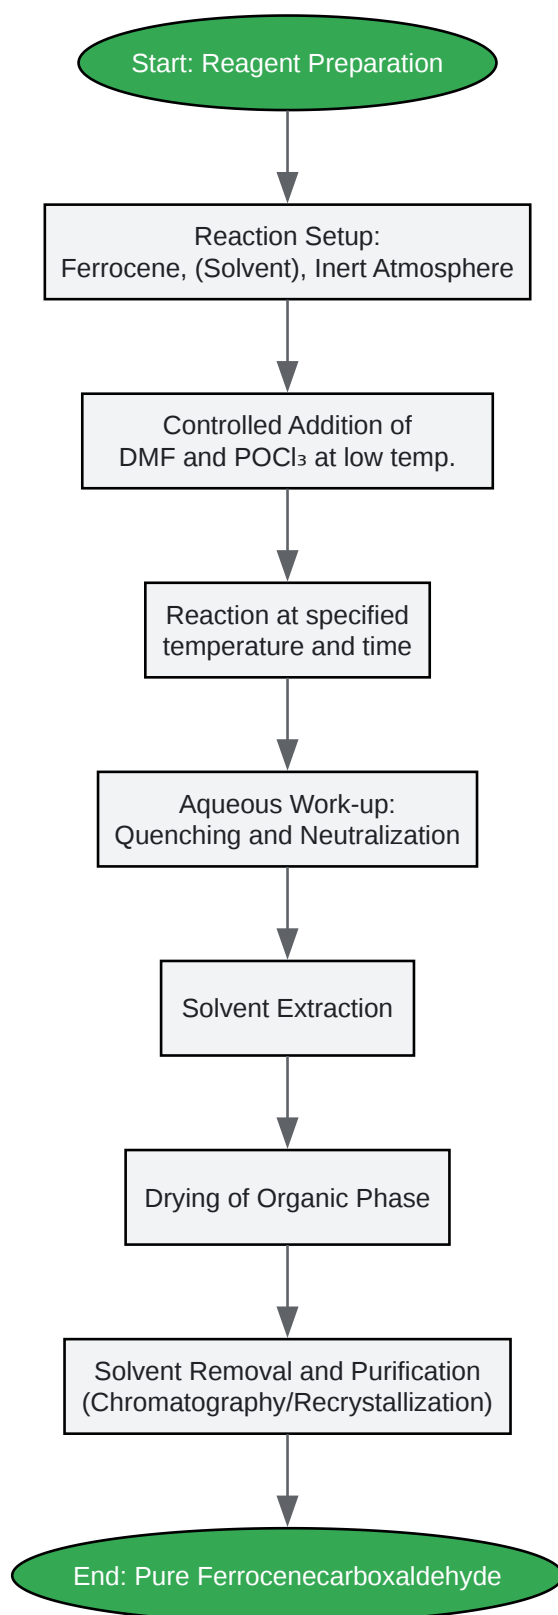 Start: Reagent Preparation
Reaction Setup:
Ferrocene, (Solvent), Inert Atmosphere
Controlled Addition of
DMF and POCl₃ at low temp.
Reaction at specified
temperature and time
Aqueous Work-up:
Quenching and Neutralization
Solvent Extraction
Drying of Organic Phase
Solvent Removal and Purification
(Chromatography/Recrystallization)
End: Pure Ferrocenecarboxaldehyde